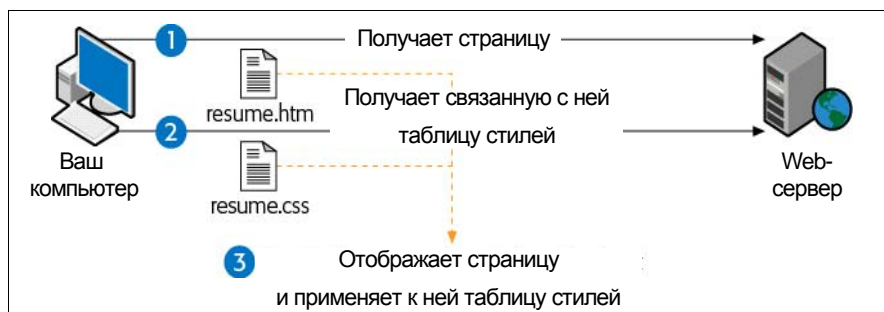 1
Получает страницу
resume.htm
Получает связанную с ней
2
таблицу стилей
Ваш
компьютер
Web-
сервер
resume.css
3
Отображает страницу
и применяет к ней таблицу стилей